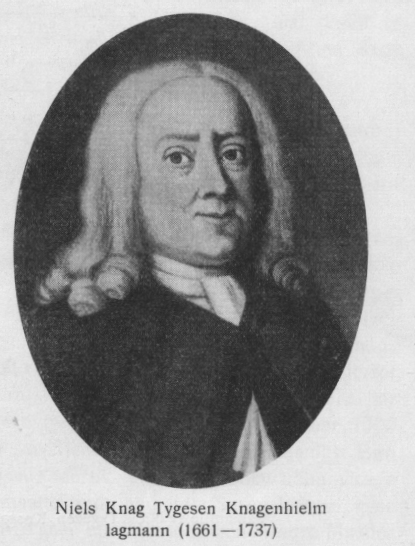 Niels Knag Tygesen Knagenhielm
lagmann (1661—1737)